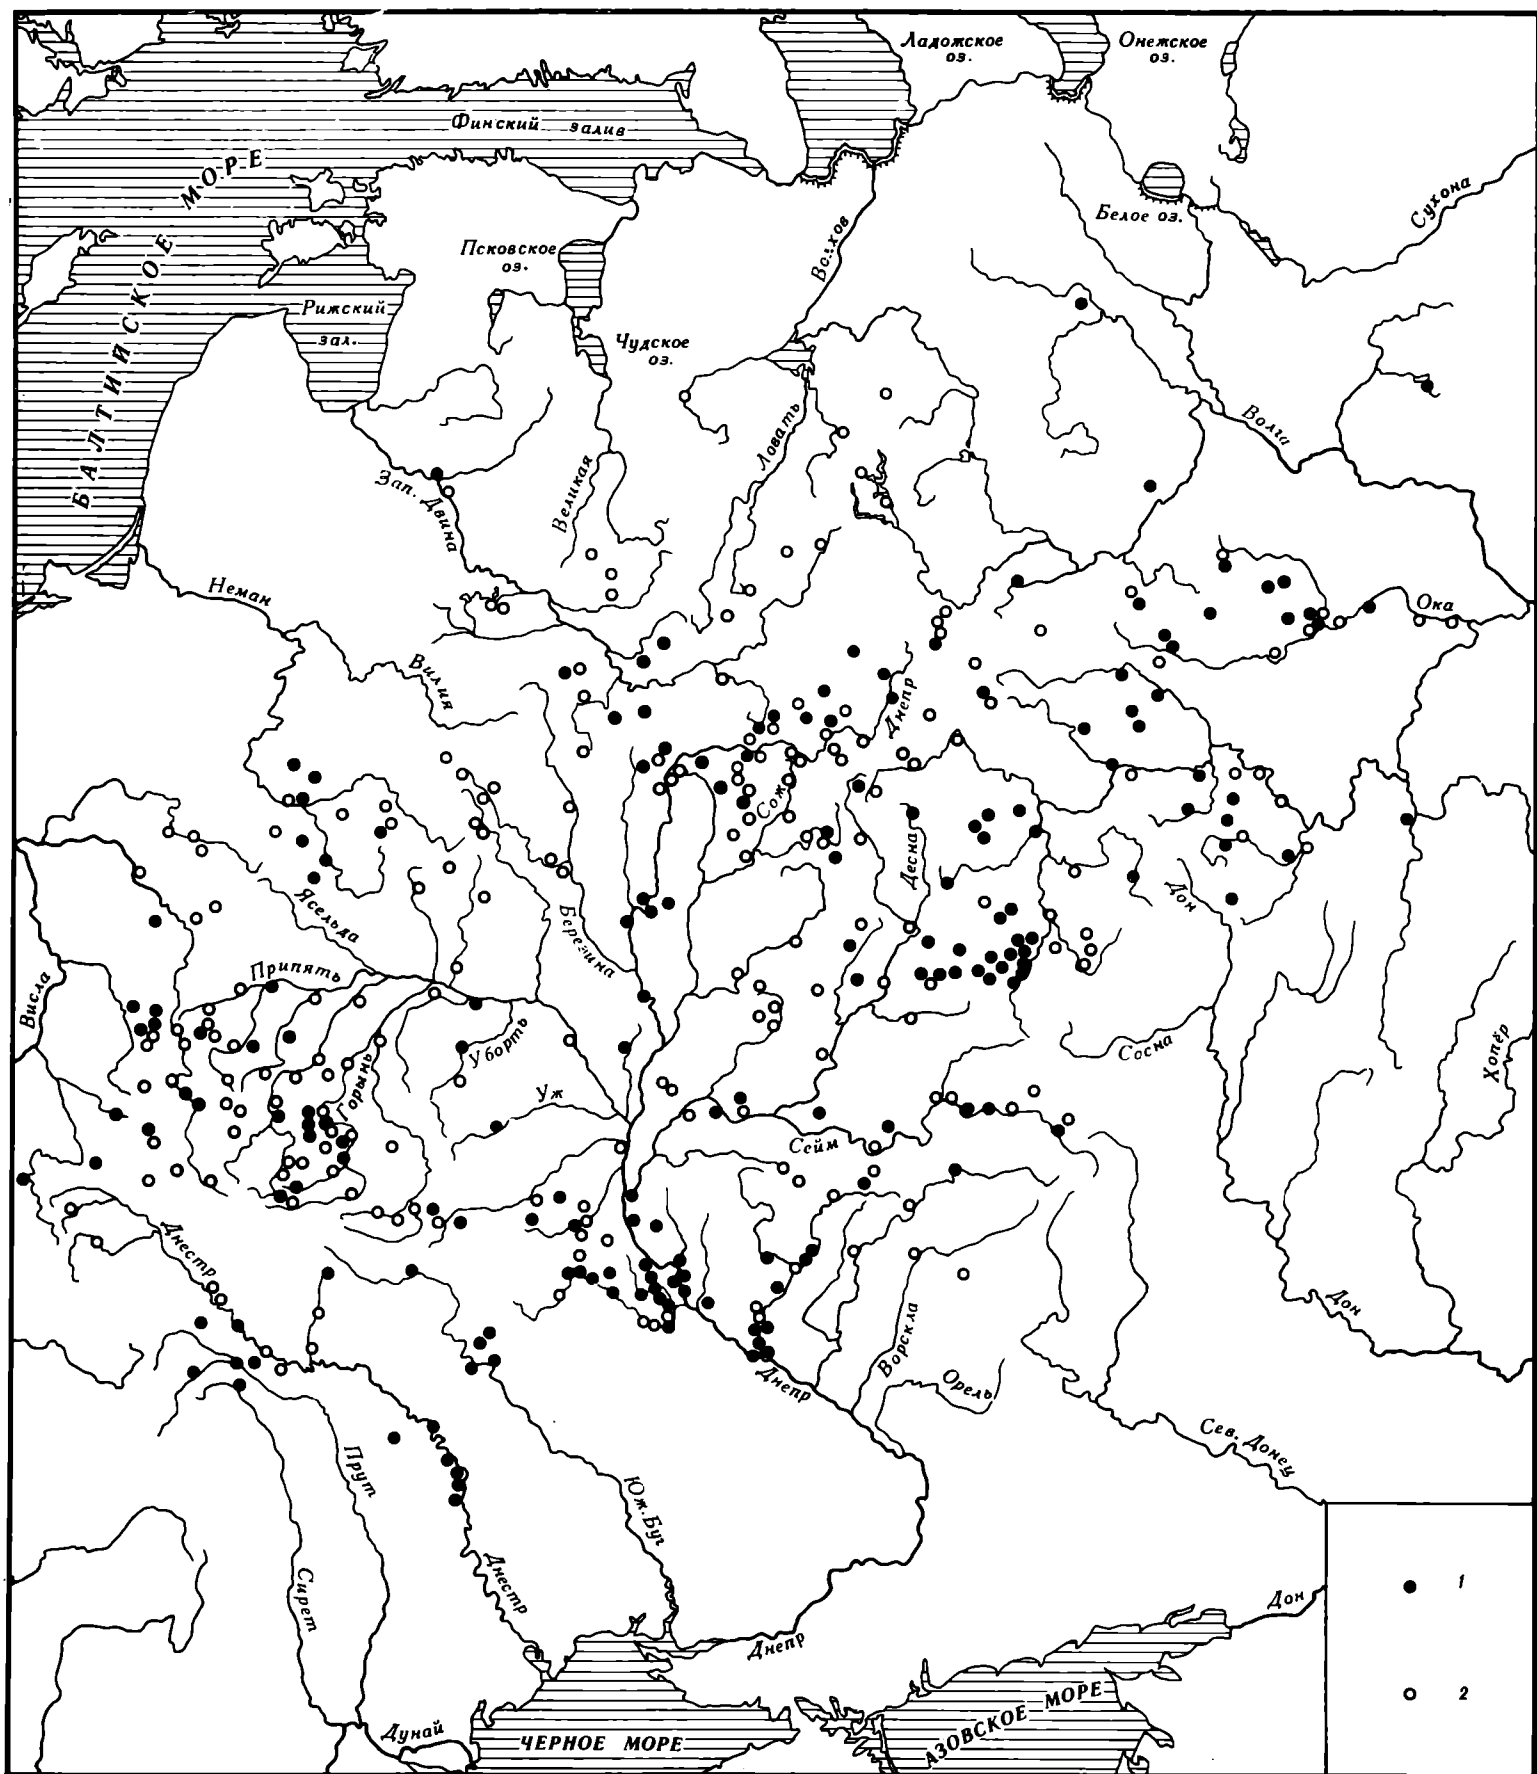 Ладожское
оз.
Онежское
оз.
Финский залив
БАЛТИЙСКОЕ МОРЕ
Белое оз.
Сухона
Псковское
оз.
Волхов
Рижский
зал.
Чудское
оз.
Волга
Ловать
Великая
Зап. Двина
Неман
Ока
Вилия
Днепр
Сож
Десна
Дон
Ясельда
Березина
Припять
Висла
Уборть
Сосна
Хопёр
Горынь
Уж
Сейм
Днестр
Дон
Ворскла
Днепр
Орель
Сев. Донец
Прут
Юж. Буг
Днестр
Сирет
Дон
Днепр
Дунай
ЧЕРНОЕ МОРЕ
АЗОВСКОЕ МОРЕ
1
2